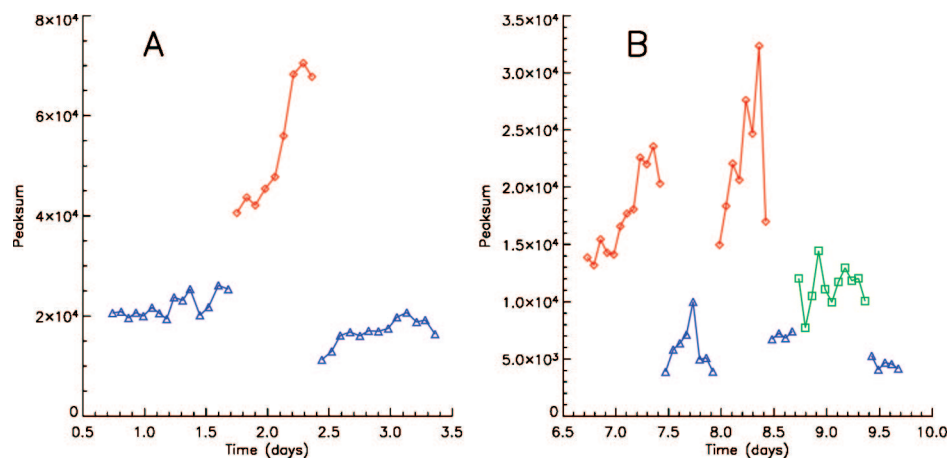 A
Peaksum
8×10⁴
6×10⁴
4×10⁴
2×10⁴
0
0.5 1.0 1.5 2.0 2.5 3.0 3.5
Time (days)
B
Peaksum
3.5×10⁴
3.0×10⁴
2.5×10⁴
2.0×10⁴
1.5×10⁴
1.0×10⁴
5.0×10³
0
6.5 7.0 7.5 8.0 8.5 9.0 9.5 10.0
Time (days)